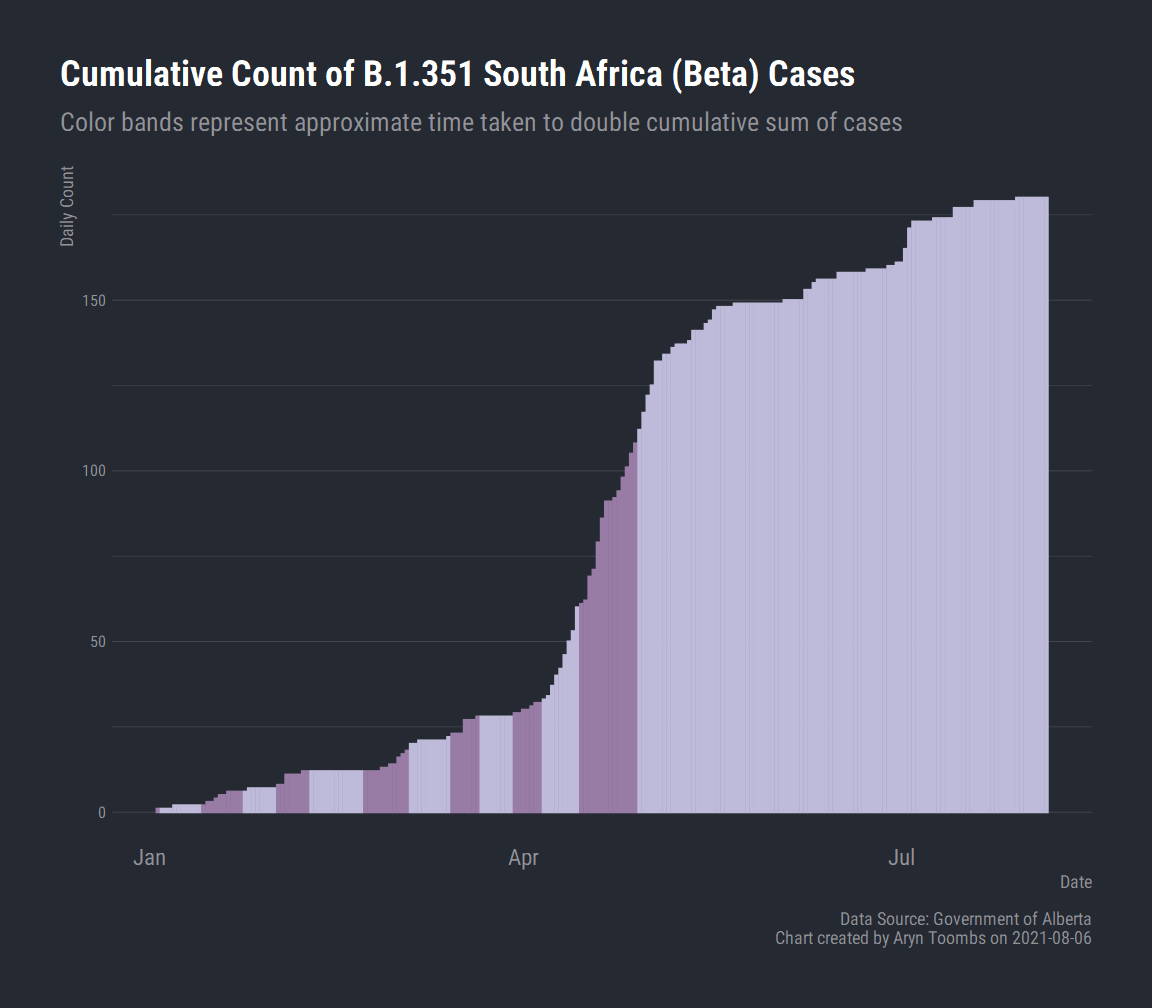 Cumulative Count of B.1.351 South Africa (Beta) Cases
Color bands represent approximate time taken to double cumulative sum of cases
Daily Count
150
100
50
0
Jan Apr Jul
Date
Data Source: Government of Alberta
Chart created by Aryn Toombs on 2021-08-06